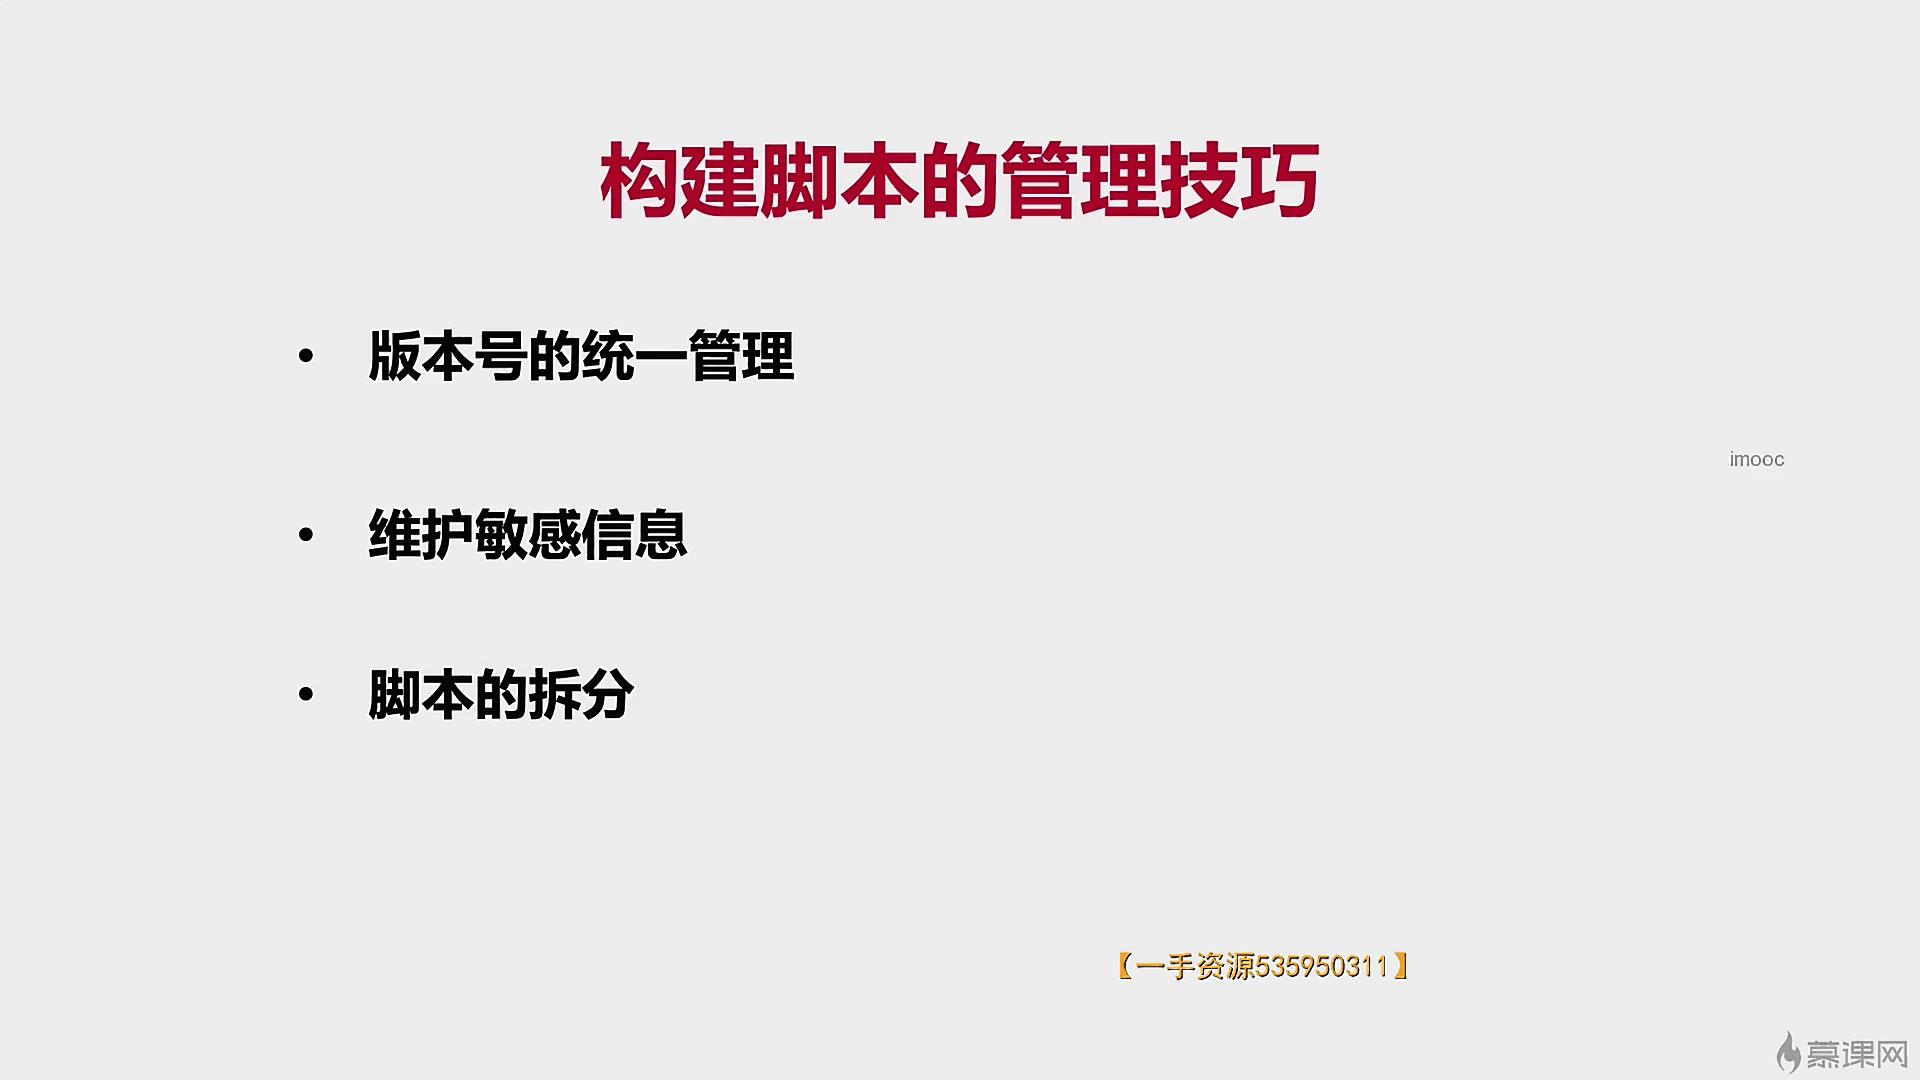 构建脚本的管理技巧
• 版本号的统一管理
imooc
• 维护敏感信息
• 脚本的拆分
【一手资源535950311】
慕课网